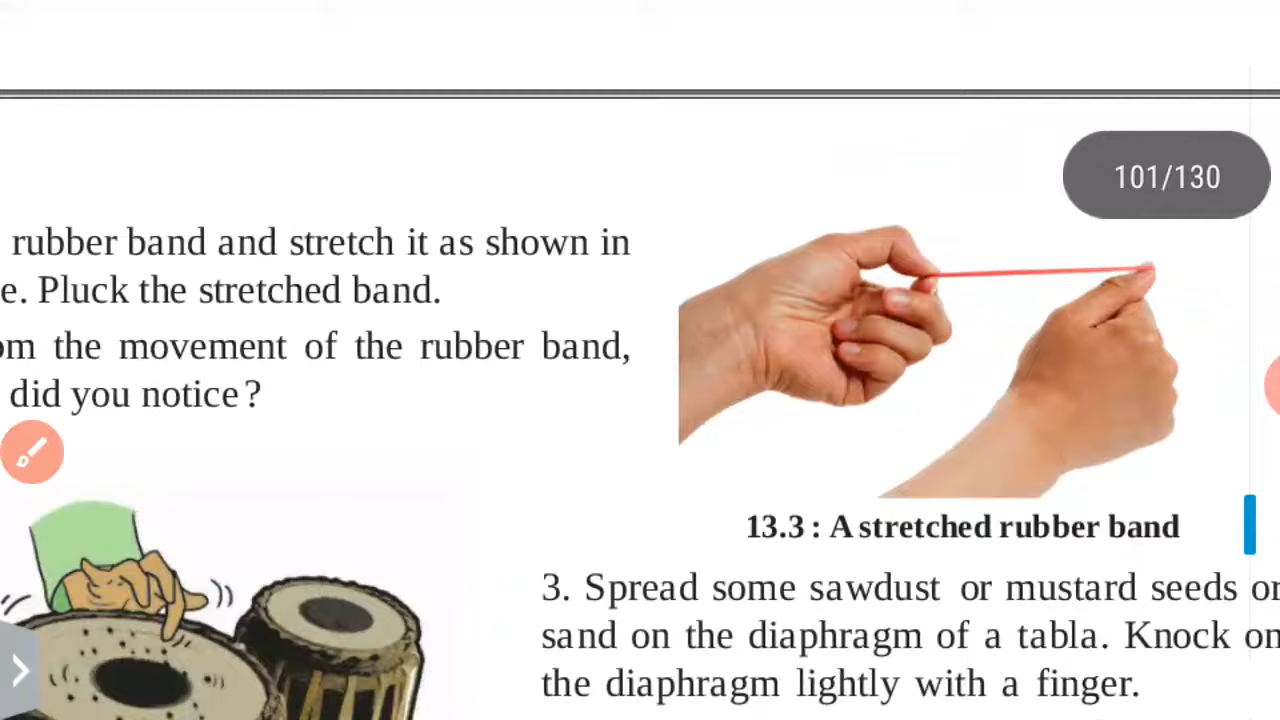 101/130
rubber band and stretch it as shown in
Pluck the stretched band.
the movement of the rubber band,
did you notice ?
13.3 : A stretched rubber band
3. Spread some sawdust or mustard seeds or
sand on the diaphragm of a tabla. Knock on
the diaphragm lightly with a finger.